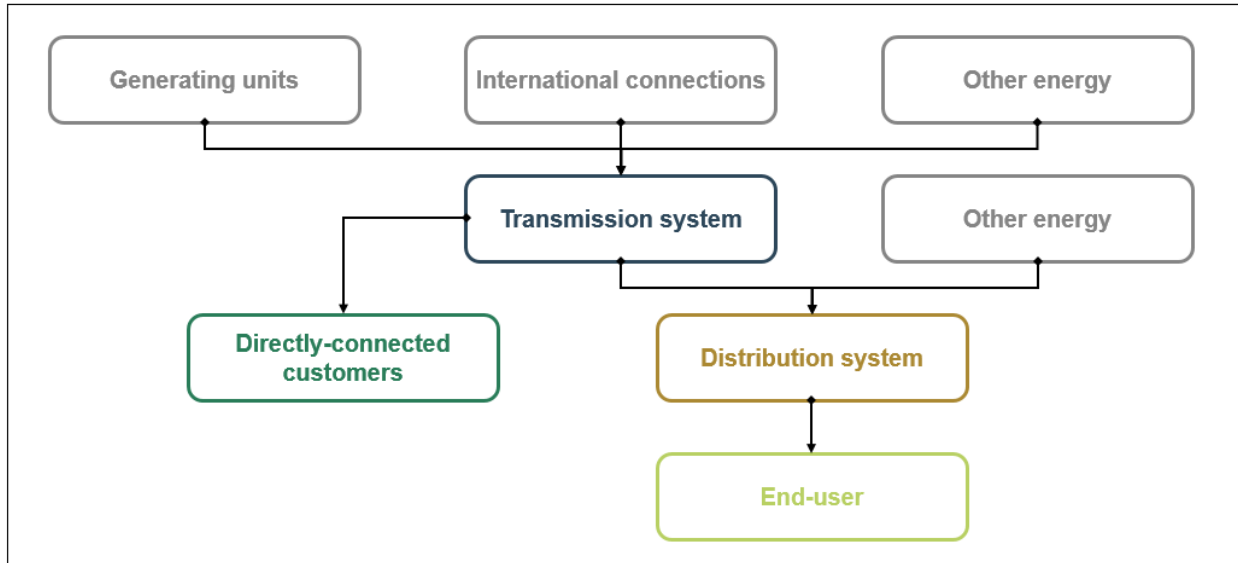 Generating units
International connections
Other energy
Transmission system
Other energy
Directly-connected
customers
Distribution system
End-user